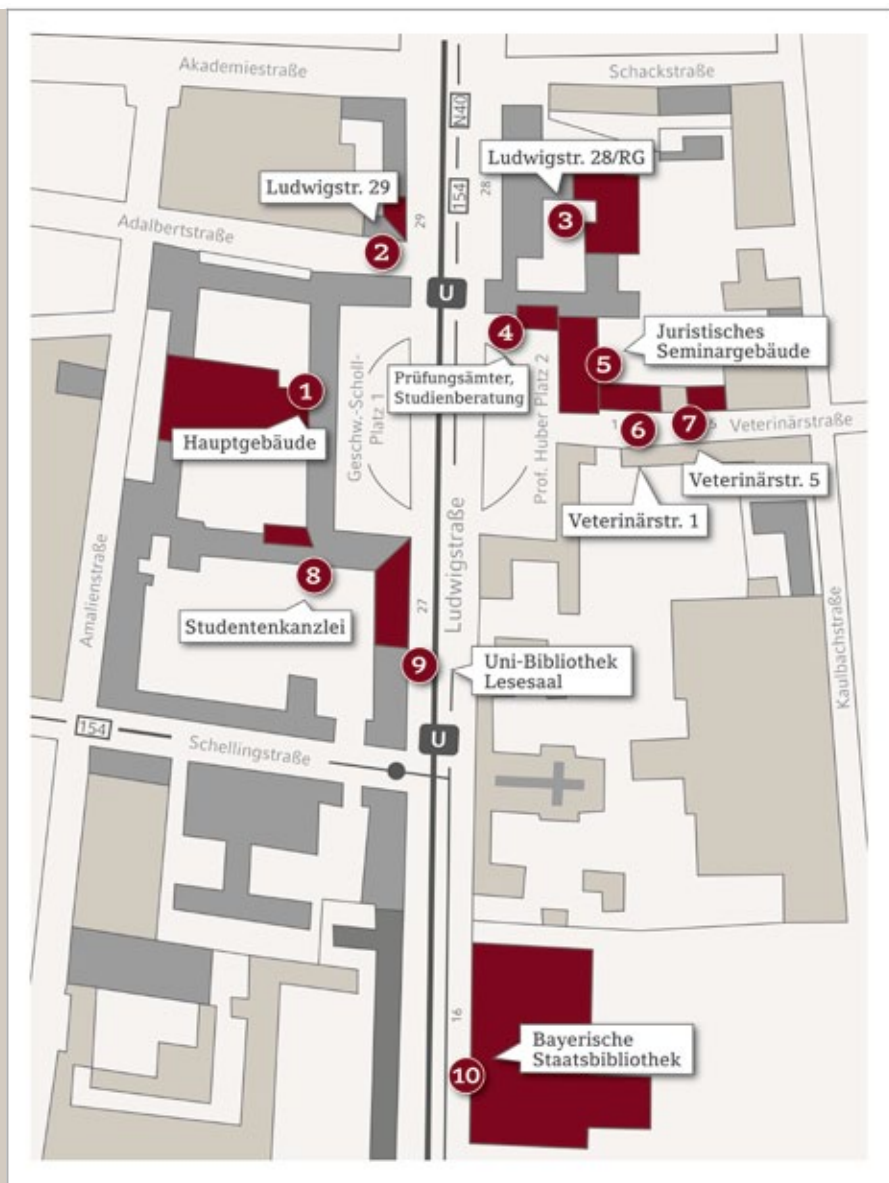 Akademiestraße
Schackstraße
N40
Ludwigstr. 28/RG
28
154
Ludwigstr. 29
29
3
Adalbertstraße
2
U
4
Juristisches
Seminargebäude
5
Geschw.-Scholl-
Platz 1
Prüfungsämter,
Studienberatung
Prof. Huber Platz 2
1
Hauptgebäude
1
6
7
5
Veterinärstraße
Veterinärstr. 5
Veterinärstr. 1
Amalienstraße
8
27
Ludwigstraße
Studentenkanzlei
9
Uni-Bibliothek
Lesesaal
Kaulbachstraße
154
Schellingstraße
U
16
Bayerische
Staatsbibliothek
10